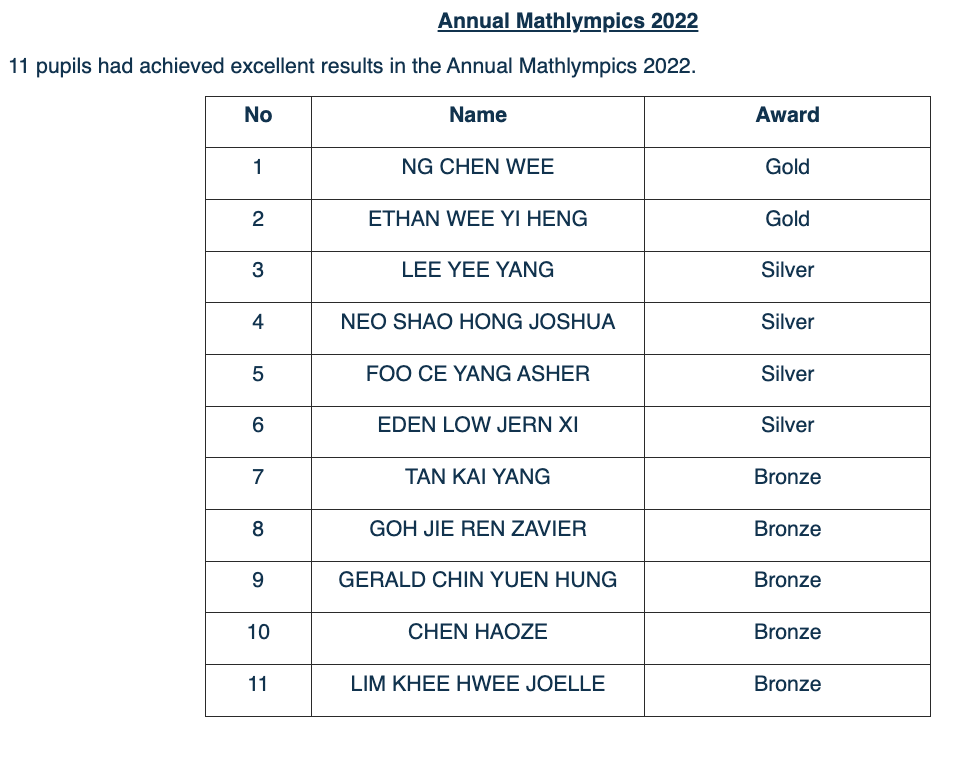 Annual Mathlympics 2022
11 pupils had achieved excellent results in the Annual Mathlympics 2022.
No Name Award
1 NG CHEN WEE Gold
2 ETHAN WEE YI HENG Gold
3 LEE YEE YANG Silver
4 NEO SHAO HONG JOSHUA Silver
5 FOO CE YANG ASHER Silver
6 EDEN LOW JERN XI Silver
7 TAN KAI YANG Bronze
8 GOH JIE REN ZAVIER Bronze
9 GERALD CHIN YUEN HUNG Bronze
10 CHEN HAOZE Bronze
11 LIM KHEE HWEE JOELLE Bronze